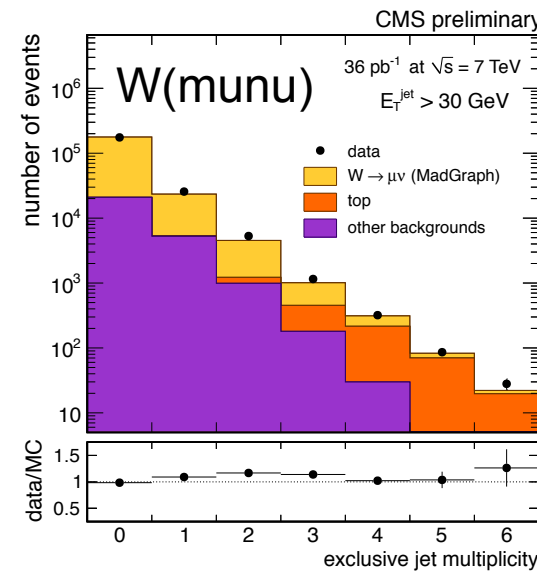 CMS preliminary
W(munu)
36 pb⁻¹ at √s = 7 TeV
E_T^jet > 30 GeV
data
W → μν (MadGraph)
top
other backgrounds
number of events
10⁶
10⁵
10⁴
10³
10²
10
data/MC
1.5
1
0.5
0 1 2 3 4 5 6
exclusive jet multiplicity